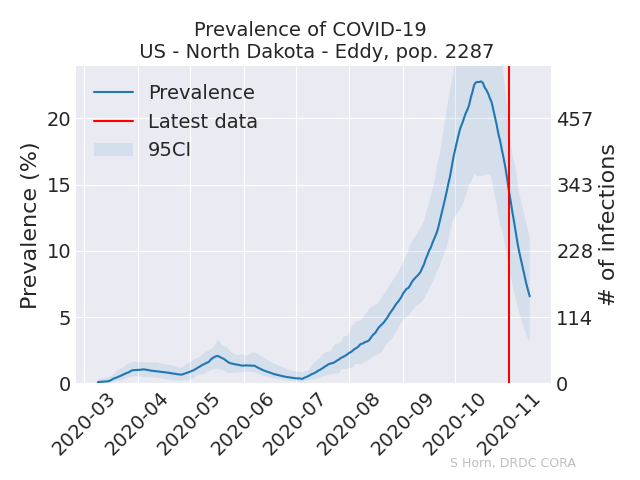 Prevalence of COVID-19
US - North Dakota - Eddy, pop. 2287
Prevalence
Latest data
95CI
Prevalence (%)
20
15
10
5
0
457
343
228
114
0
# of infections
2020-03
2020-04
2020-05
2020-06
2020-07
2020-08
2020-09
2020-10
2020-11
S Horn, DRDC CORA